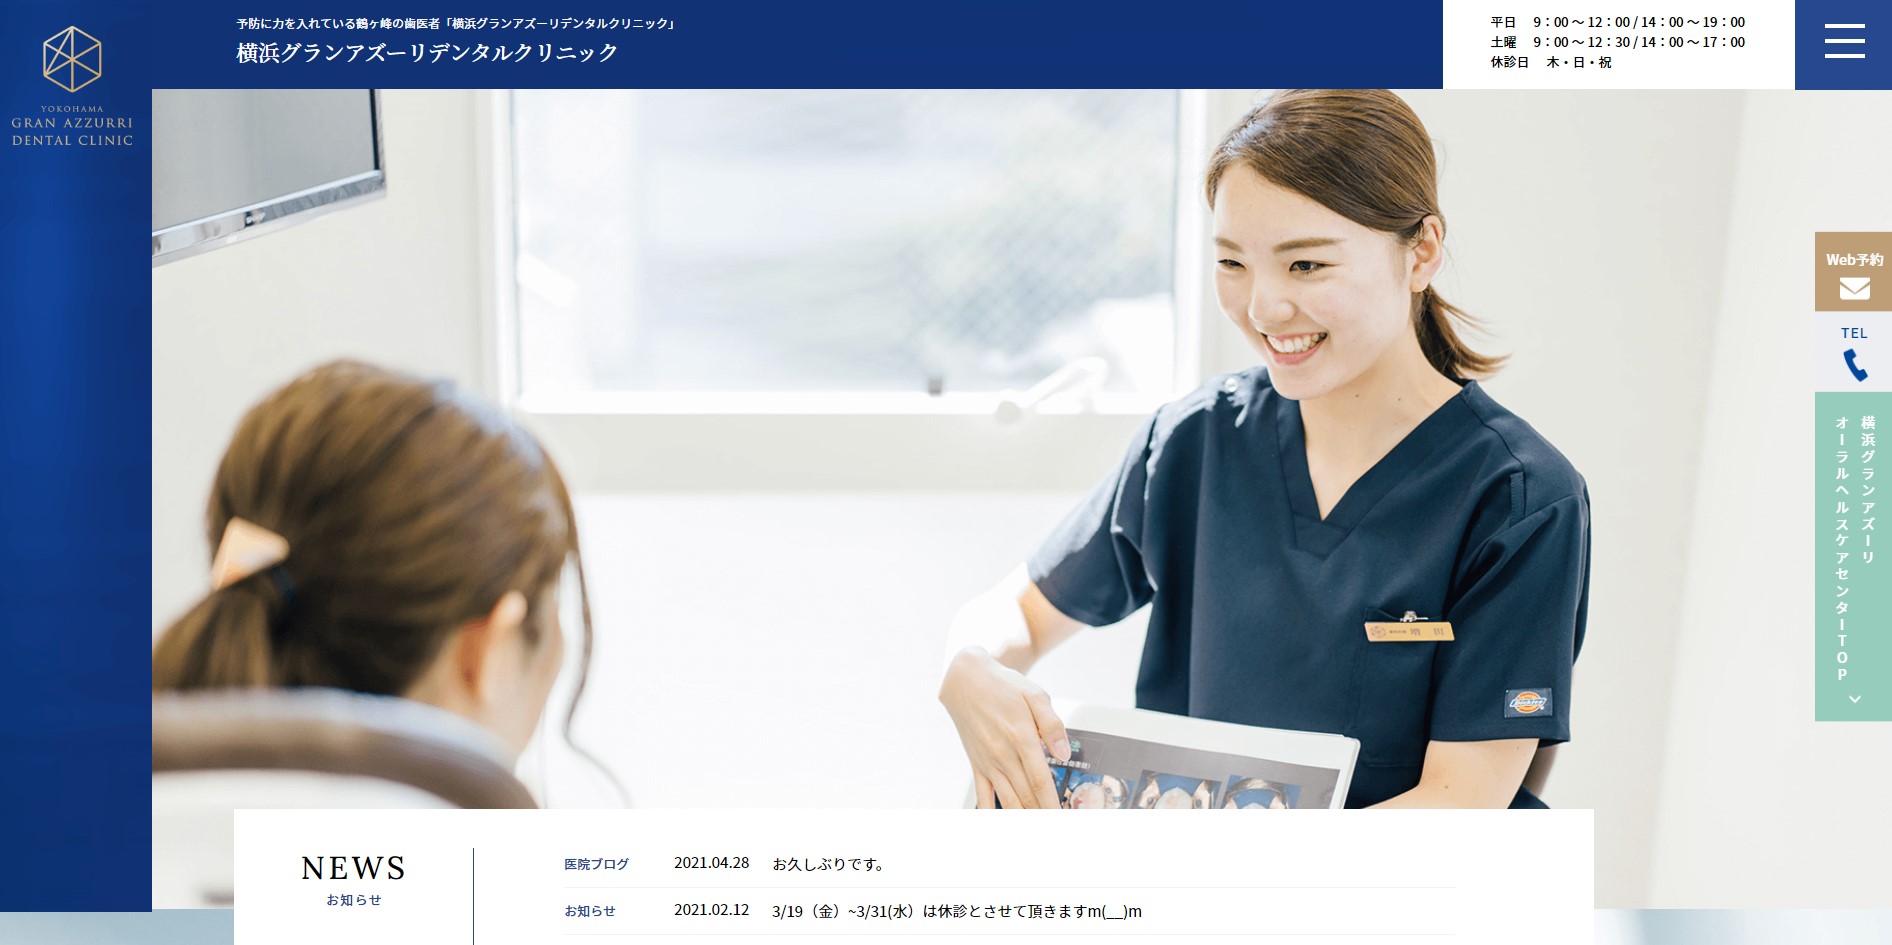 YOKOHAMA
GRAN AZZURRI
DENTAL CLINIC
予防に力を入れている鶴ヶ峰の歯医者「横浜グランアズーリデンタルクリニック」
横浜グランアズーリデンタルクリニック
平日 9：00 〜 12：00 / 14：00 〜 19：00
土曜 9：00 〜 12：30 / 14：00 〜 17：00
休診日 木・日・祝
Web予約
TEL
横浜グランアズーリ
オーラルヘルスケアセンターTOP
増田
Dickies
NEWS
お知らせ
医院ブログ 2021.04.28 お久しぶりです。
お知らせ 2021.02.12 3/19（金）~3/31(水）は休診とさせて頂きますm(__)m